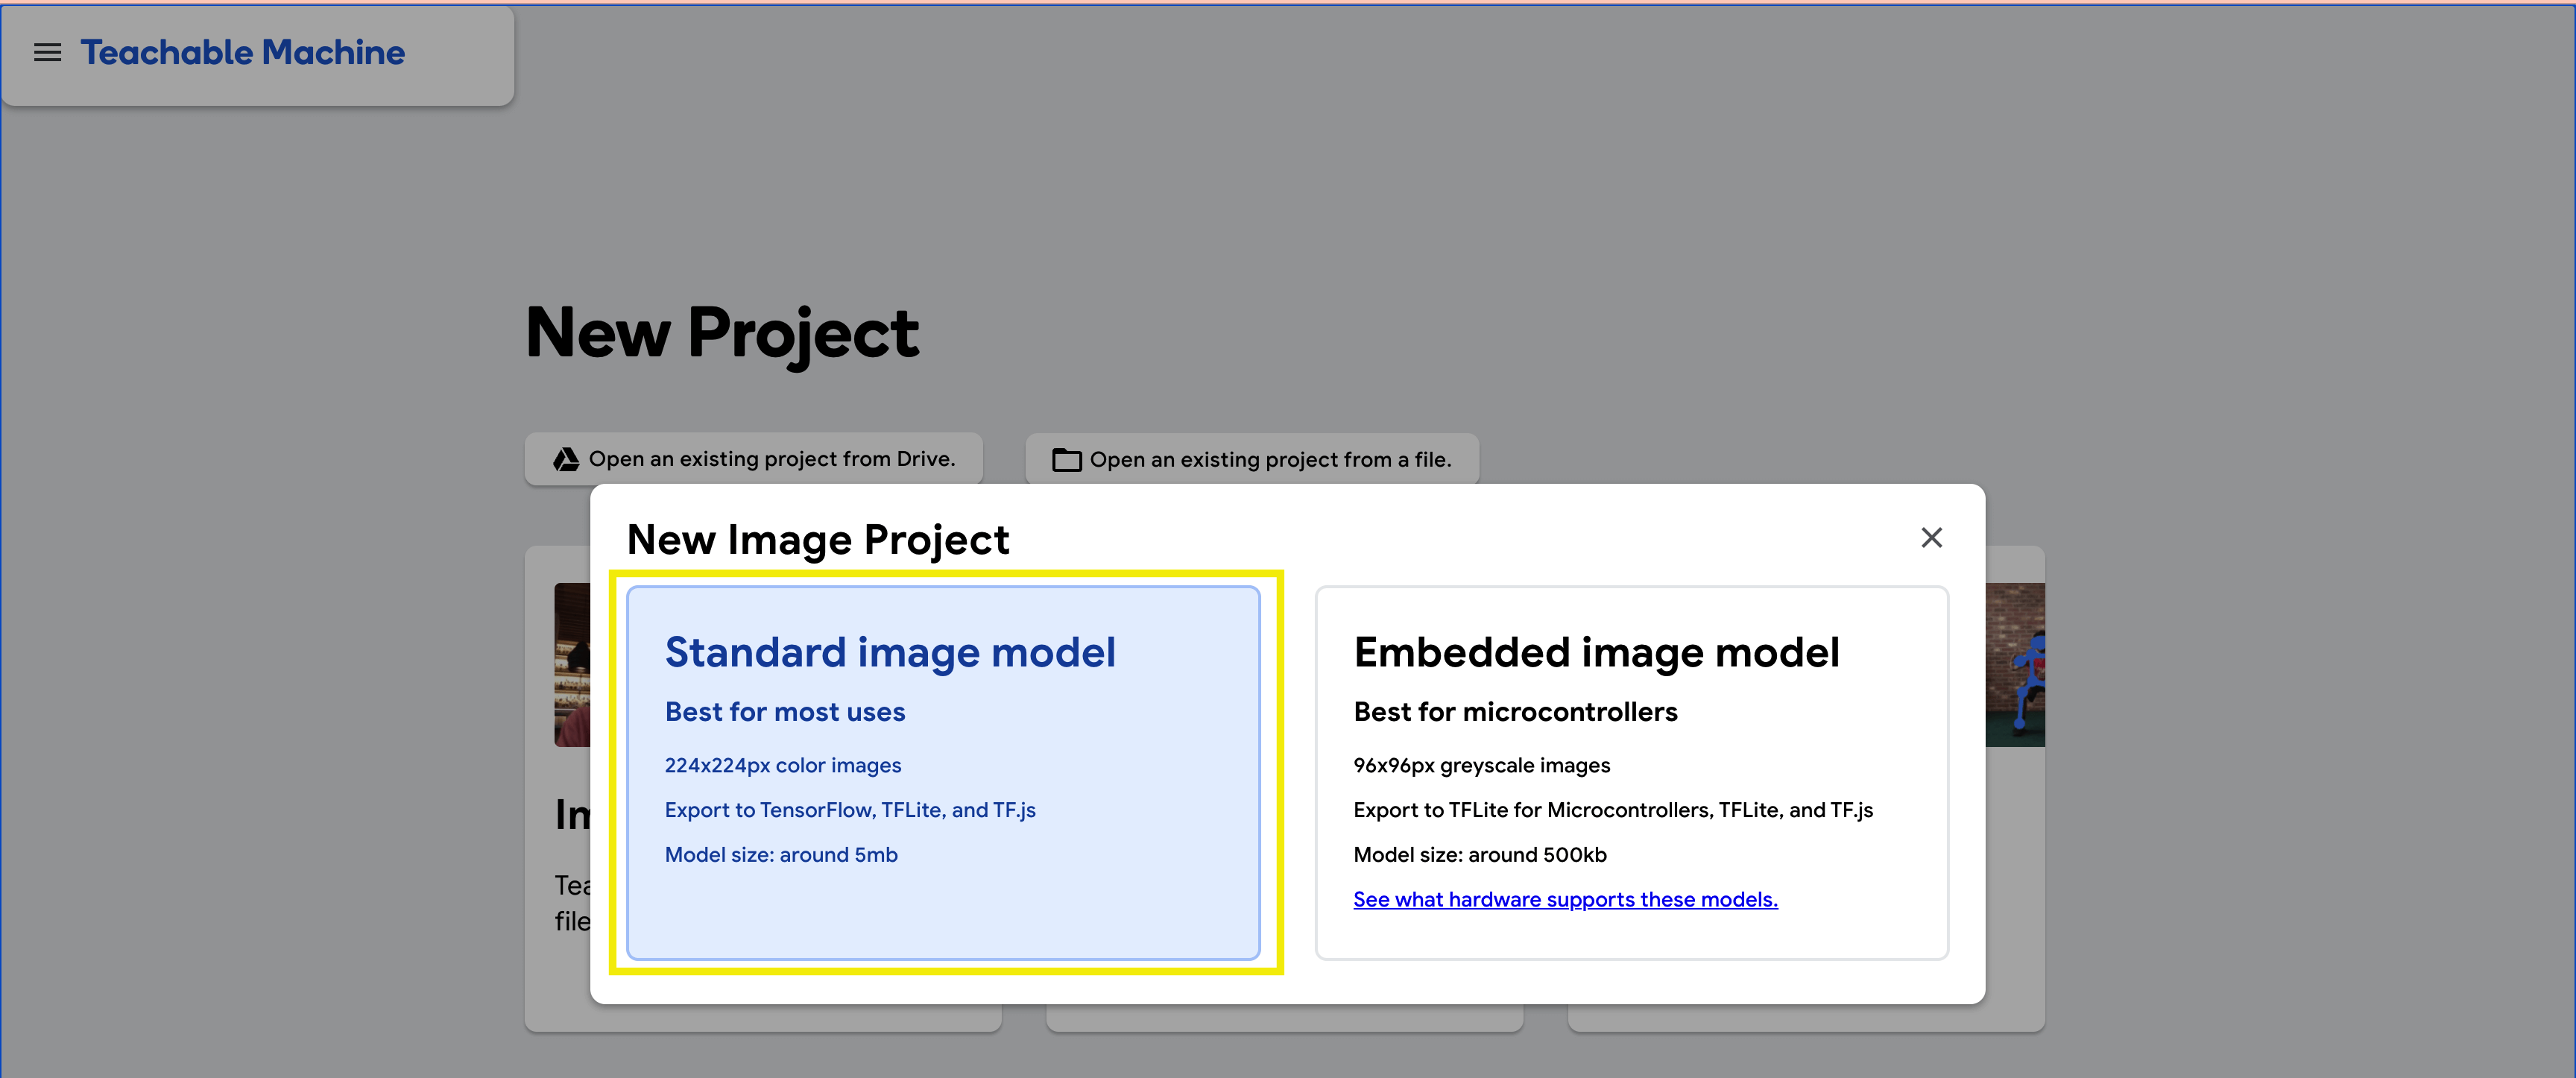 Teachable Machine
New Project
Open an existing project from Drive.
Open an existing project from a file.
New Image Project
Standard image model
Best for most uses
224x224px color images
Export to TensorFlow, TFLite, and TF.js
Model size: around 5mb
Embedded image model
Best for microcontrollers
96x96px greyscale images
Export to TFLite for Microcontrollers, TFLite, and TF.js
Model size: around 500kb
See what hardware supports these models.